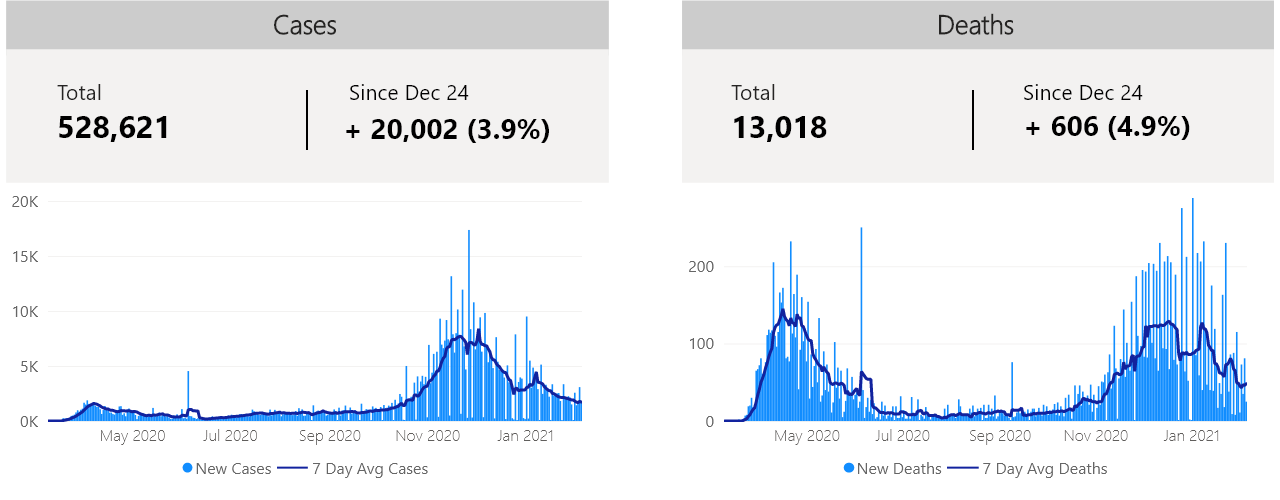 Cases
Total
528,621
Since Dec 24
+ 20,002 (3.9%)
20K
15K
10K
5K
0K
May 2020 Jul 2020 Sep 2020 Nov 2020 Jan 2021
New Cases 7 Day Avg Cases
Deaths
Total
13,018
Since Dec 24
+ 606 (4.9%)
200
100
0
May 2020 Jul 2020 Sep 2020 Nov 2020 Jan 2021
New Deaths 7 Day Avg Deaths